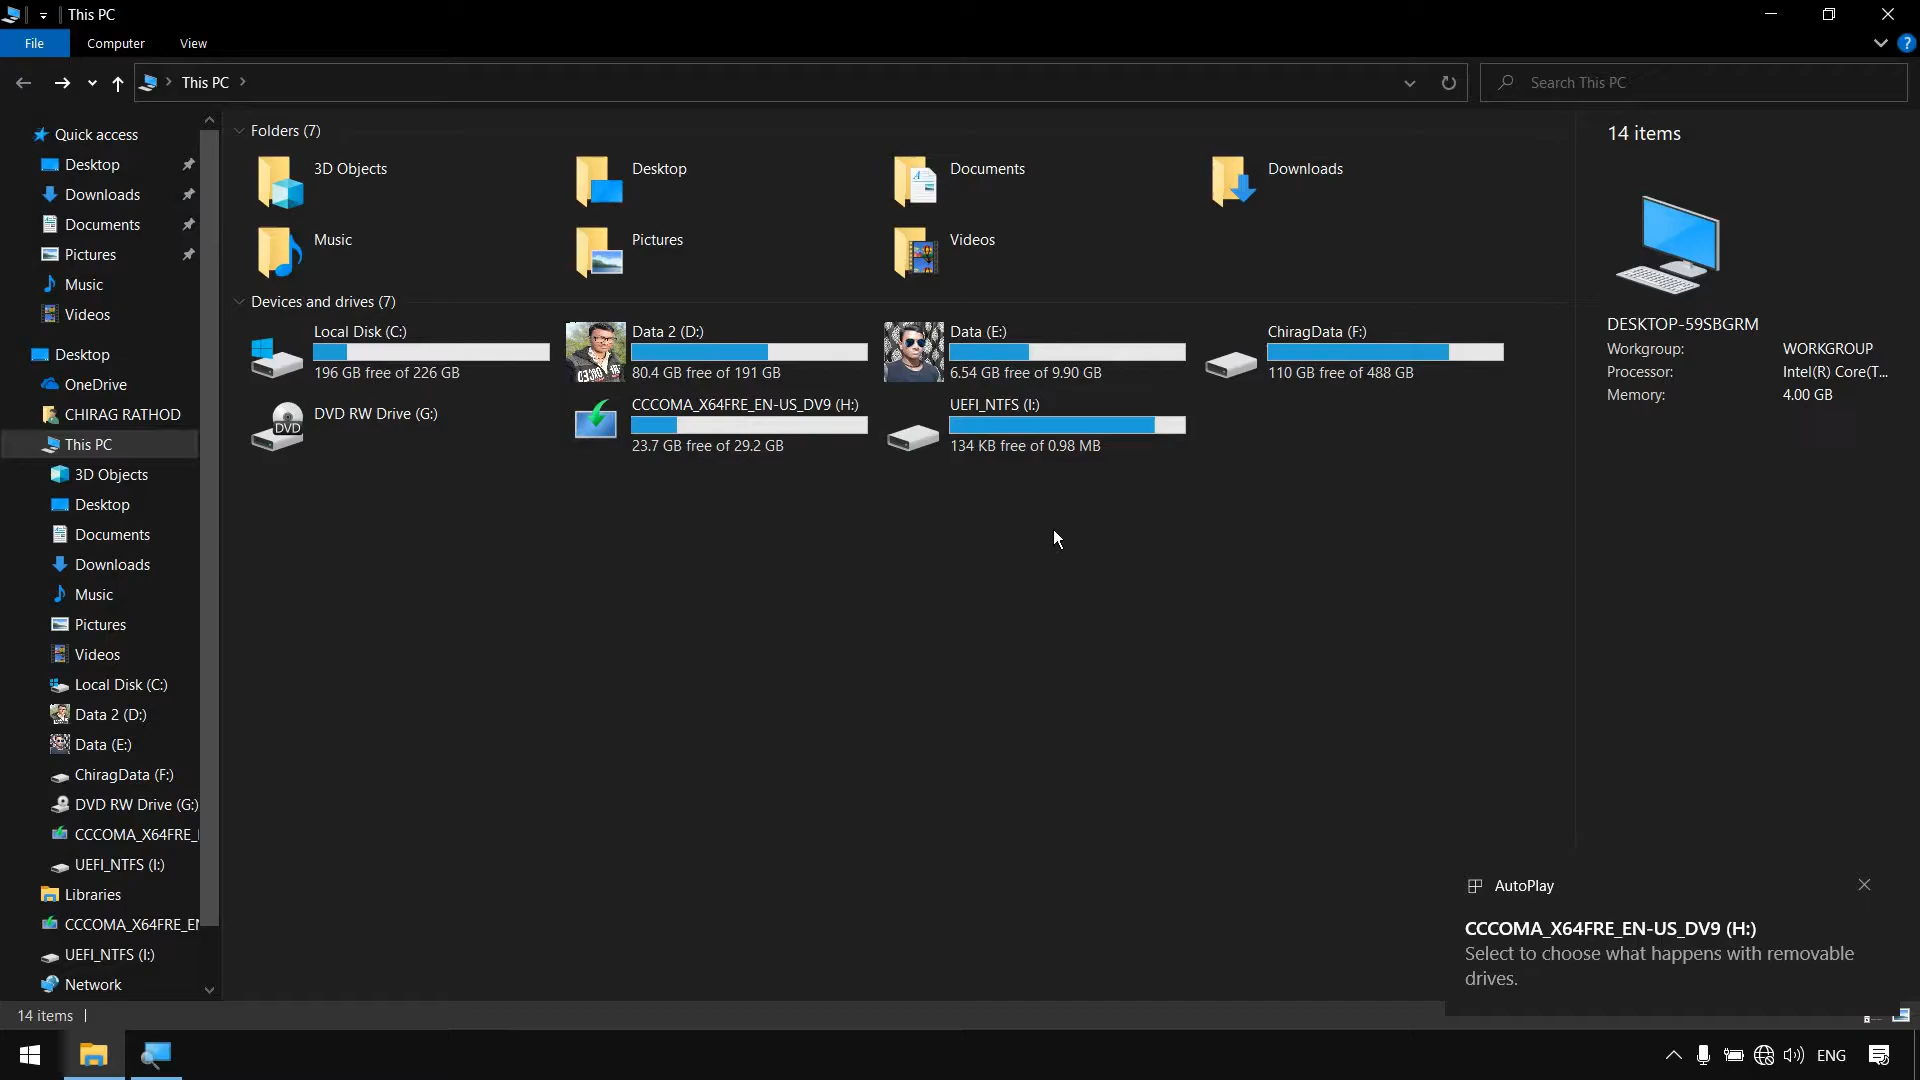 This PC
File
Computer
View
This PC
Search This PC
Quick access
Desktop
Downloads
Documents
Pictures
Music
Videos
Desktop
OneDrive
CHIRAG RATHOD
This PC
3D Objects
Desktop
Documents
Downloads
Music
Pictures
Videos
Local Disk (C:)
Data 2 (D:)
Data (E:)
ChiragData (F:)
DVD RW Drive (G:)
CCCOMA_X64FRE_
UEFI_NTFS (I:)
Libraries
CCCOMA_X64FRE_EN
UEFI_NTFS (I:)
Network
Folders (7)
3D Objects
Desktop
Documents
Downloads
Music
Pictures
Videos
Devices and drives (7)
Local Disk (C:)
196 GB free of 226 GB
Data 2 (D:)
80.4 GB free of 191 GB
Data (E:)
6.54 GB free of 9.90 GB
ChiragData (F:)
110 GB free of 488 GB
DVD
DVD RW Drive (G:)
CCCOMA_X64FRE_EN-US_DV9 (H:)
23.7 GB free of 29.2 GB
UEFI_NTFS (I:)
134 KB free of 0.98 MB
14 items
DESKTOP-59SBGRM
Workgroup: WORKGROUP
Processor: Intel(R) Core(T...
Memory: 4.00 GB
AutoPlay
CCCOMA_X64FRE_EN-US_DV9 (H:)
Select to choose what happens with removable
drives.
14 items
ENG